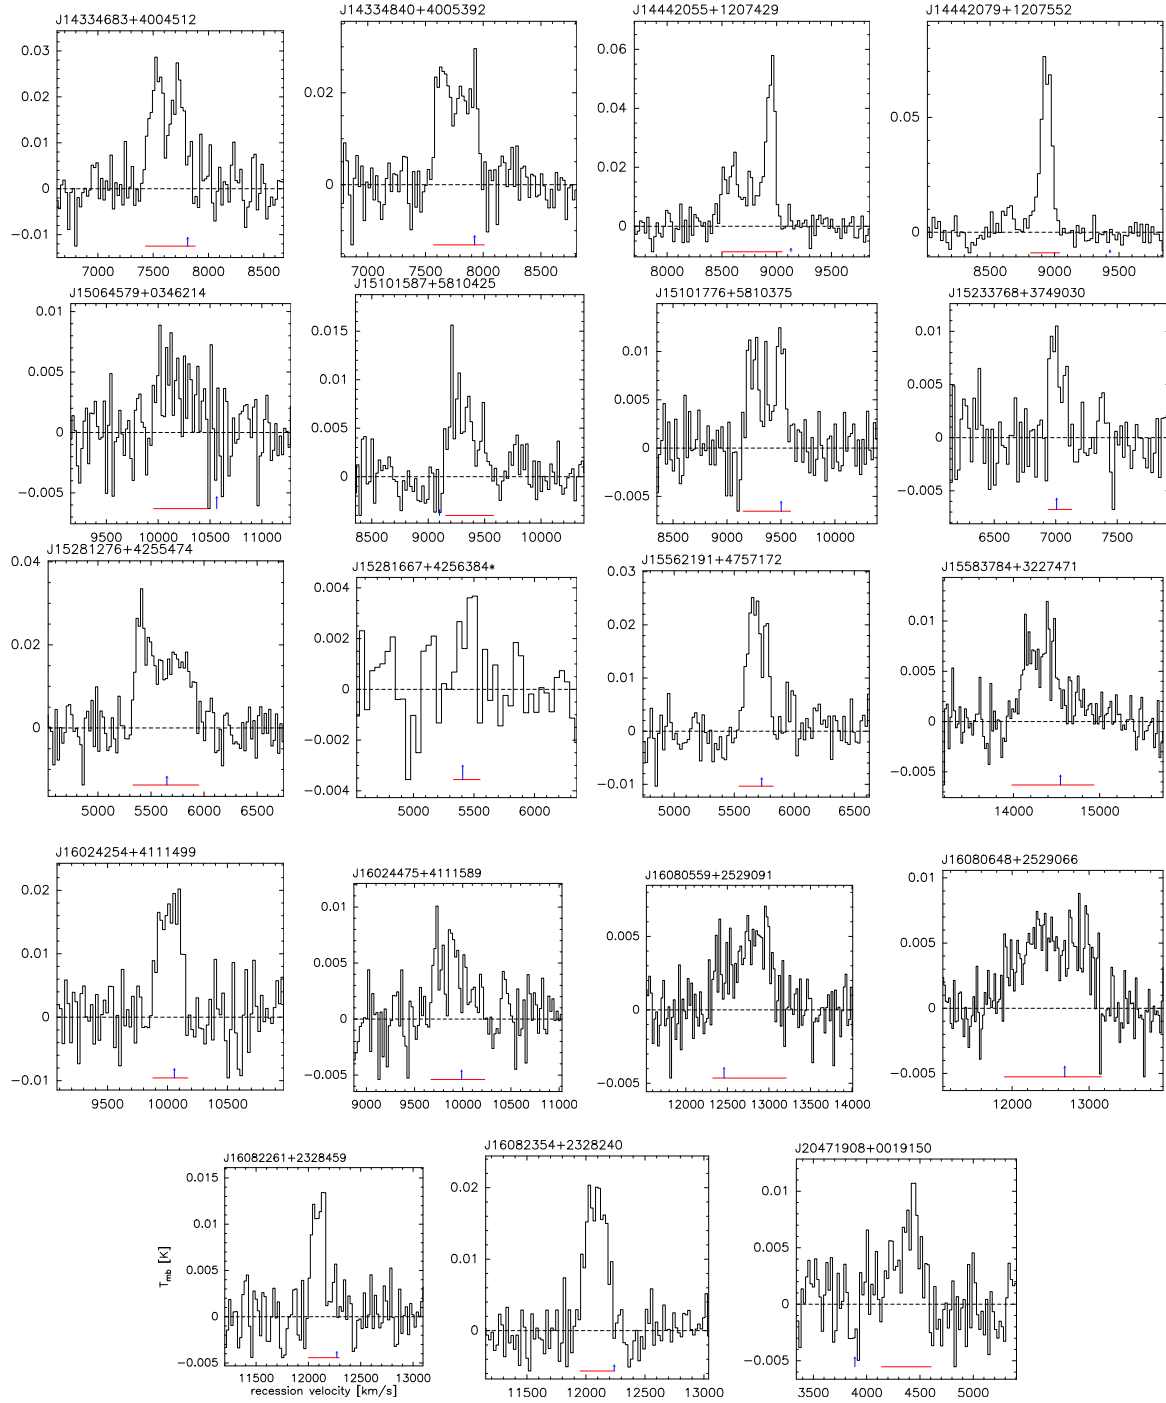 J14334683+4004512
J14334840+4005392
J14442055+1207429
J14442079+1207552
0.03
0.02
0.01
0
−0.01
7000 7500 8000 8500
0.02
0
7000 7500 8000 8500
0.06
0.04
0.02
0
8000 8500 9000 9500
0.05
0
8500 9000 9500
J15064579+0346214
J15101587+5810425
J15101776+5810375
J15233768+3749030
0.01
0.005
0
−0.005
9500 10000 10500 11000
0.015
0.01
0.005
0
8500 9000 9500 10000
0.01
0.005
0
−0.005
8500 9000 9500 10000
0.01
0.005
0
−0.005
6500 7000 7500
J15281276+4255474
J15281667+4256384*
J15562191+4757172
J15583784+3227471
0.04
0.02
0
5000 5500 6000 6500
0.004
0.002
0
−0.002
−0.004
5000 5500 6000
0.03
0.02
0.01
0
−0.01
5000 5500 6000 6500
0.01
0.005
0
−0.005
14000 15000
J16024254+4111499
J16024475+4111589
J16080559+2529091
J16080648+2529066
0.02
0.01
0
−0.01
9500 10000 10500
0.01
0.005
0
−0.005
9000 9500 10000 10500 11000
0.005
0
−0.005
12000 12500 13000 13500 14000
0.01
0.005
0
−0.005
12000 13000
J16082261+2328459
J16082354+2328240
J20471908+0019150
T_mb [K]
0.015
0.01
0.005
0
−0.005
11500 12000 12500 13000
recession velocity [km/s]
0.02
0.01
0
11500 12000 12500 13000
0.01
0.005
0
−0.005
3500 4000 4500 5000